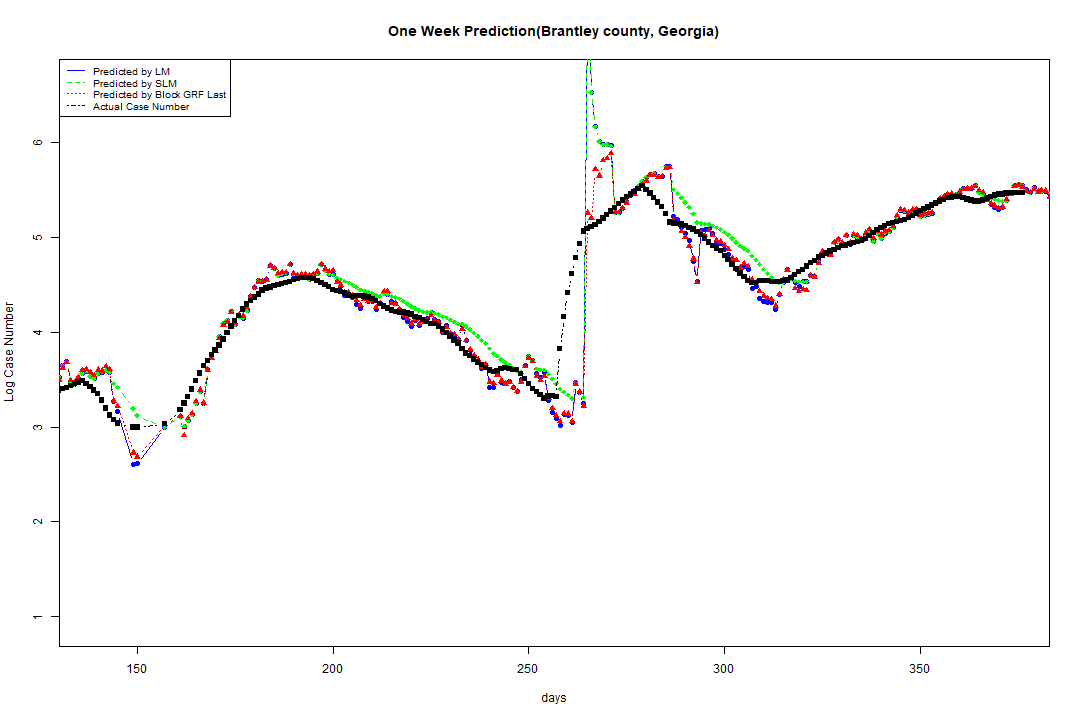 One Week Prediction(Brantley county, Georgia)
Predicted by LM
Predicted by SLM
Predicted by Block GRF Last
Actual Case Number
6
5
4
3
2
1
Log Case Number
150 200 250 300 350
days